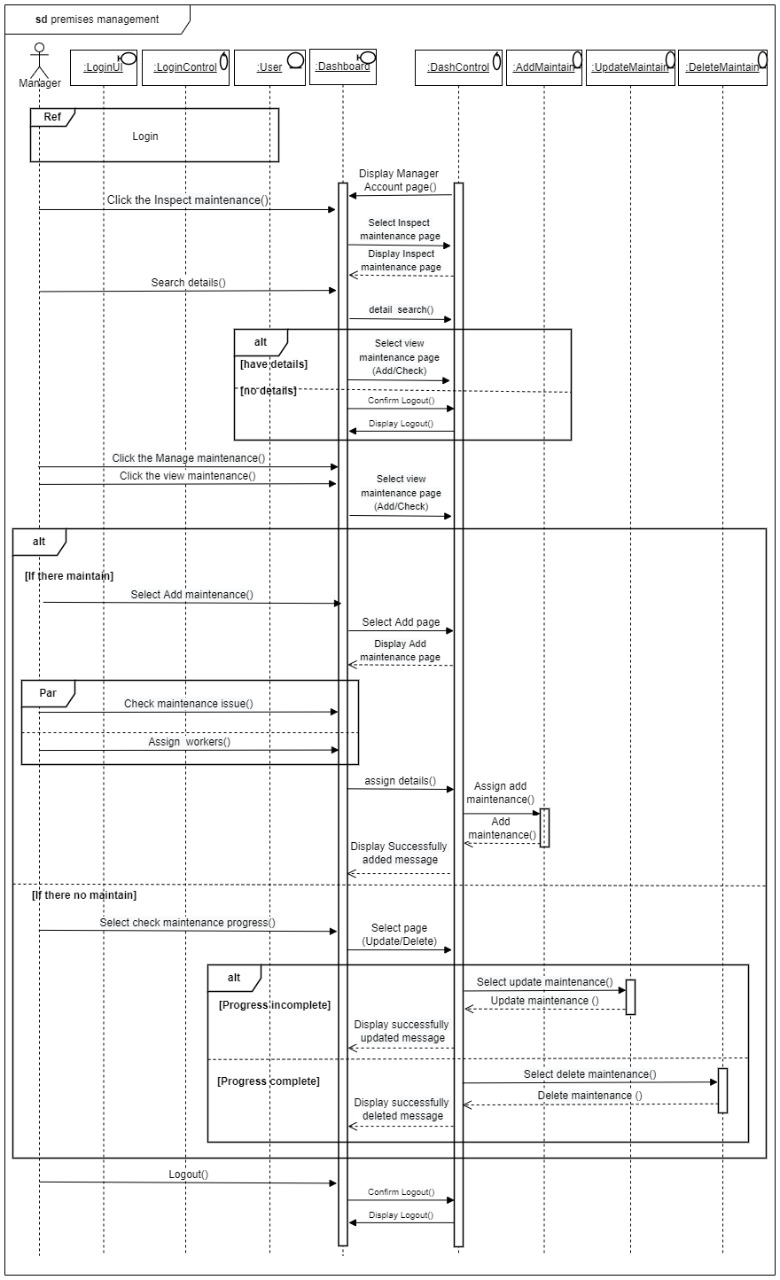 sd premises management
Manager
:LoginUI
:LoginControl
:User
:Dashboard
:DashControl
:AddMaintain
:UpdateMaintain
:DeleteMaintain
Ref
Login
Display Manager
Account page()
Click the Inspect maintenance()
Select Inspect
maintenance page
Display Inspect
maintenance page
Search details()
detail search()
alt
[have details]
Select view
maintenance page
(Add/Check)
[no details]
Confirm Logout()
Display Logout()
Click the Manage maintenance()
Click the view maintenance()
Select view
maintenance page
(Add/Check)
alt
[If there maintain]
Select Add maintenance()
Select Add page
Display Add
maintenance page
Par
Check maintenance issue()
Assign workers()
assign details()
Assign add
maintenance()
Add
maintenance()
Display Successfully
added message
[If there no maintain]
Select check maintenance progress()
Select page
(Update/Delete)
alt
Select update maintenance()
[Progress incomplete]
Update maintenance ()
Display successfully
updated message
[Progress complete]
Select delete maintenance()
Delete maintenance ()
Display successfully
deleted message
Logout()
Confirm Logout()
Display Logout()